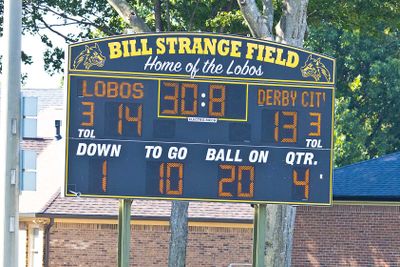 BILL STRANGE FIELD
Home of the Lobos
LOBOS 30:8 DERBY CIT
3 14 13 3
TOL TOL
DOWN TO GO BALL ON QTR.
1 10 20 4